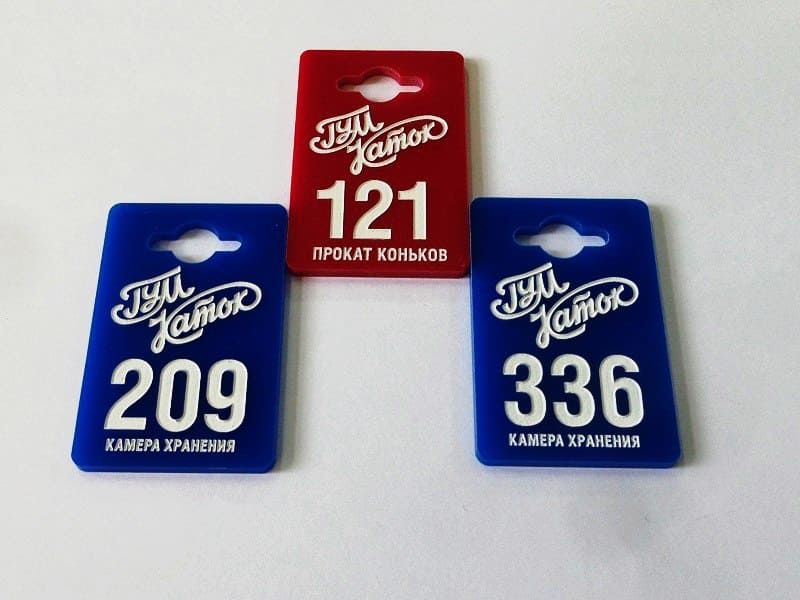 ГУМ
Каток
121
ПРОКАТ КОНЬКОВ
ГУМ
Каток
209
КАМЕРА ХРАНЕНИЯ
ГУМ
Каток
336
КАМЕРА ХРАНЕНИЯ